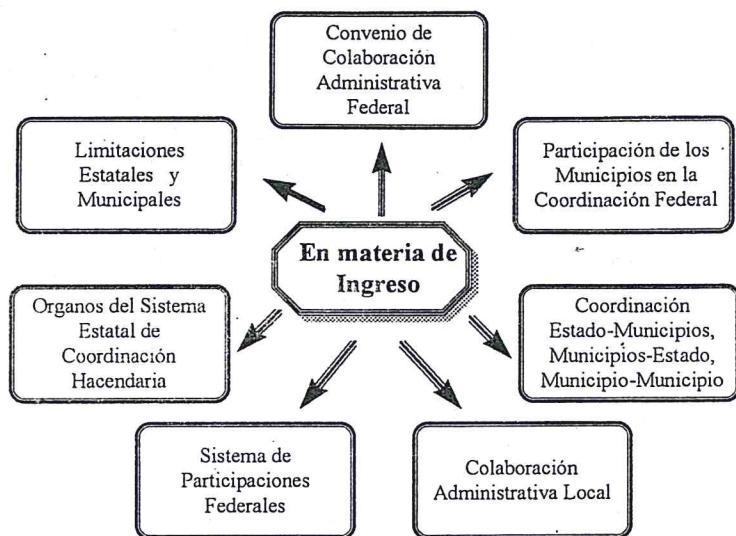 Convenio de
Colaboración
Administrativa
Federal
Limitaciones
Estatales y
Municipales
Participación de los
Municipios en la
Coordinación Federal
En materia de
Ingreso
Organos del Sistema
Estatal de
Coordinación
Hacendaria
Coordinación
Estado-Municipios,
Municipios-Estado,
Municipio-Municipio
Sistema de
Participaciones
Federales
Colaboración
Administrativa Local